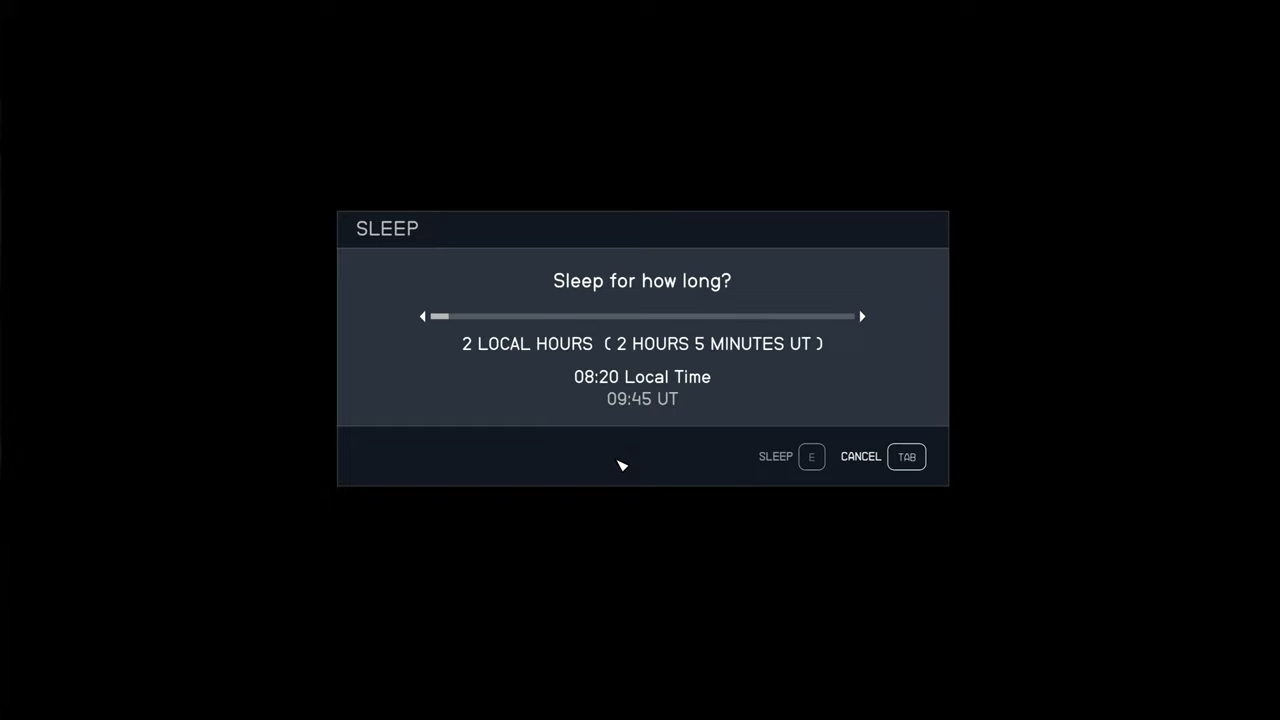 SLEEP
Sleep for how long?
2 LOCAL HOURS ( 2 HOURS 5 MINUTES UT )
08:20 Local Time
09:45 UT
SLEEP E CANCEL TAB